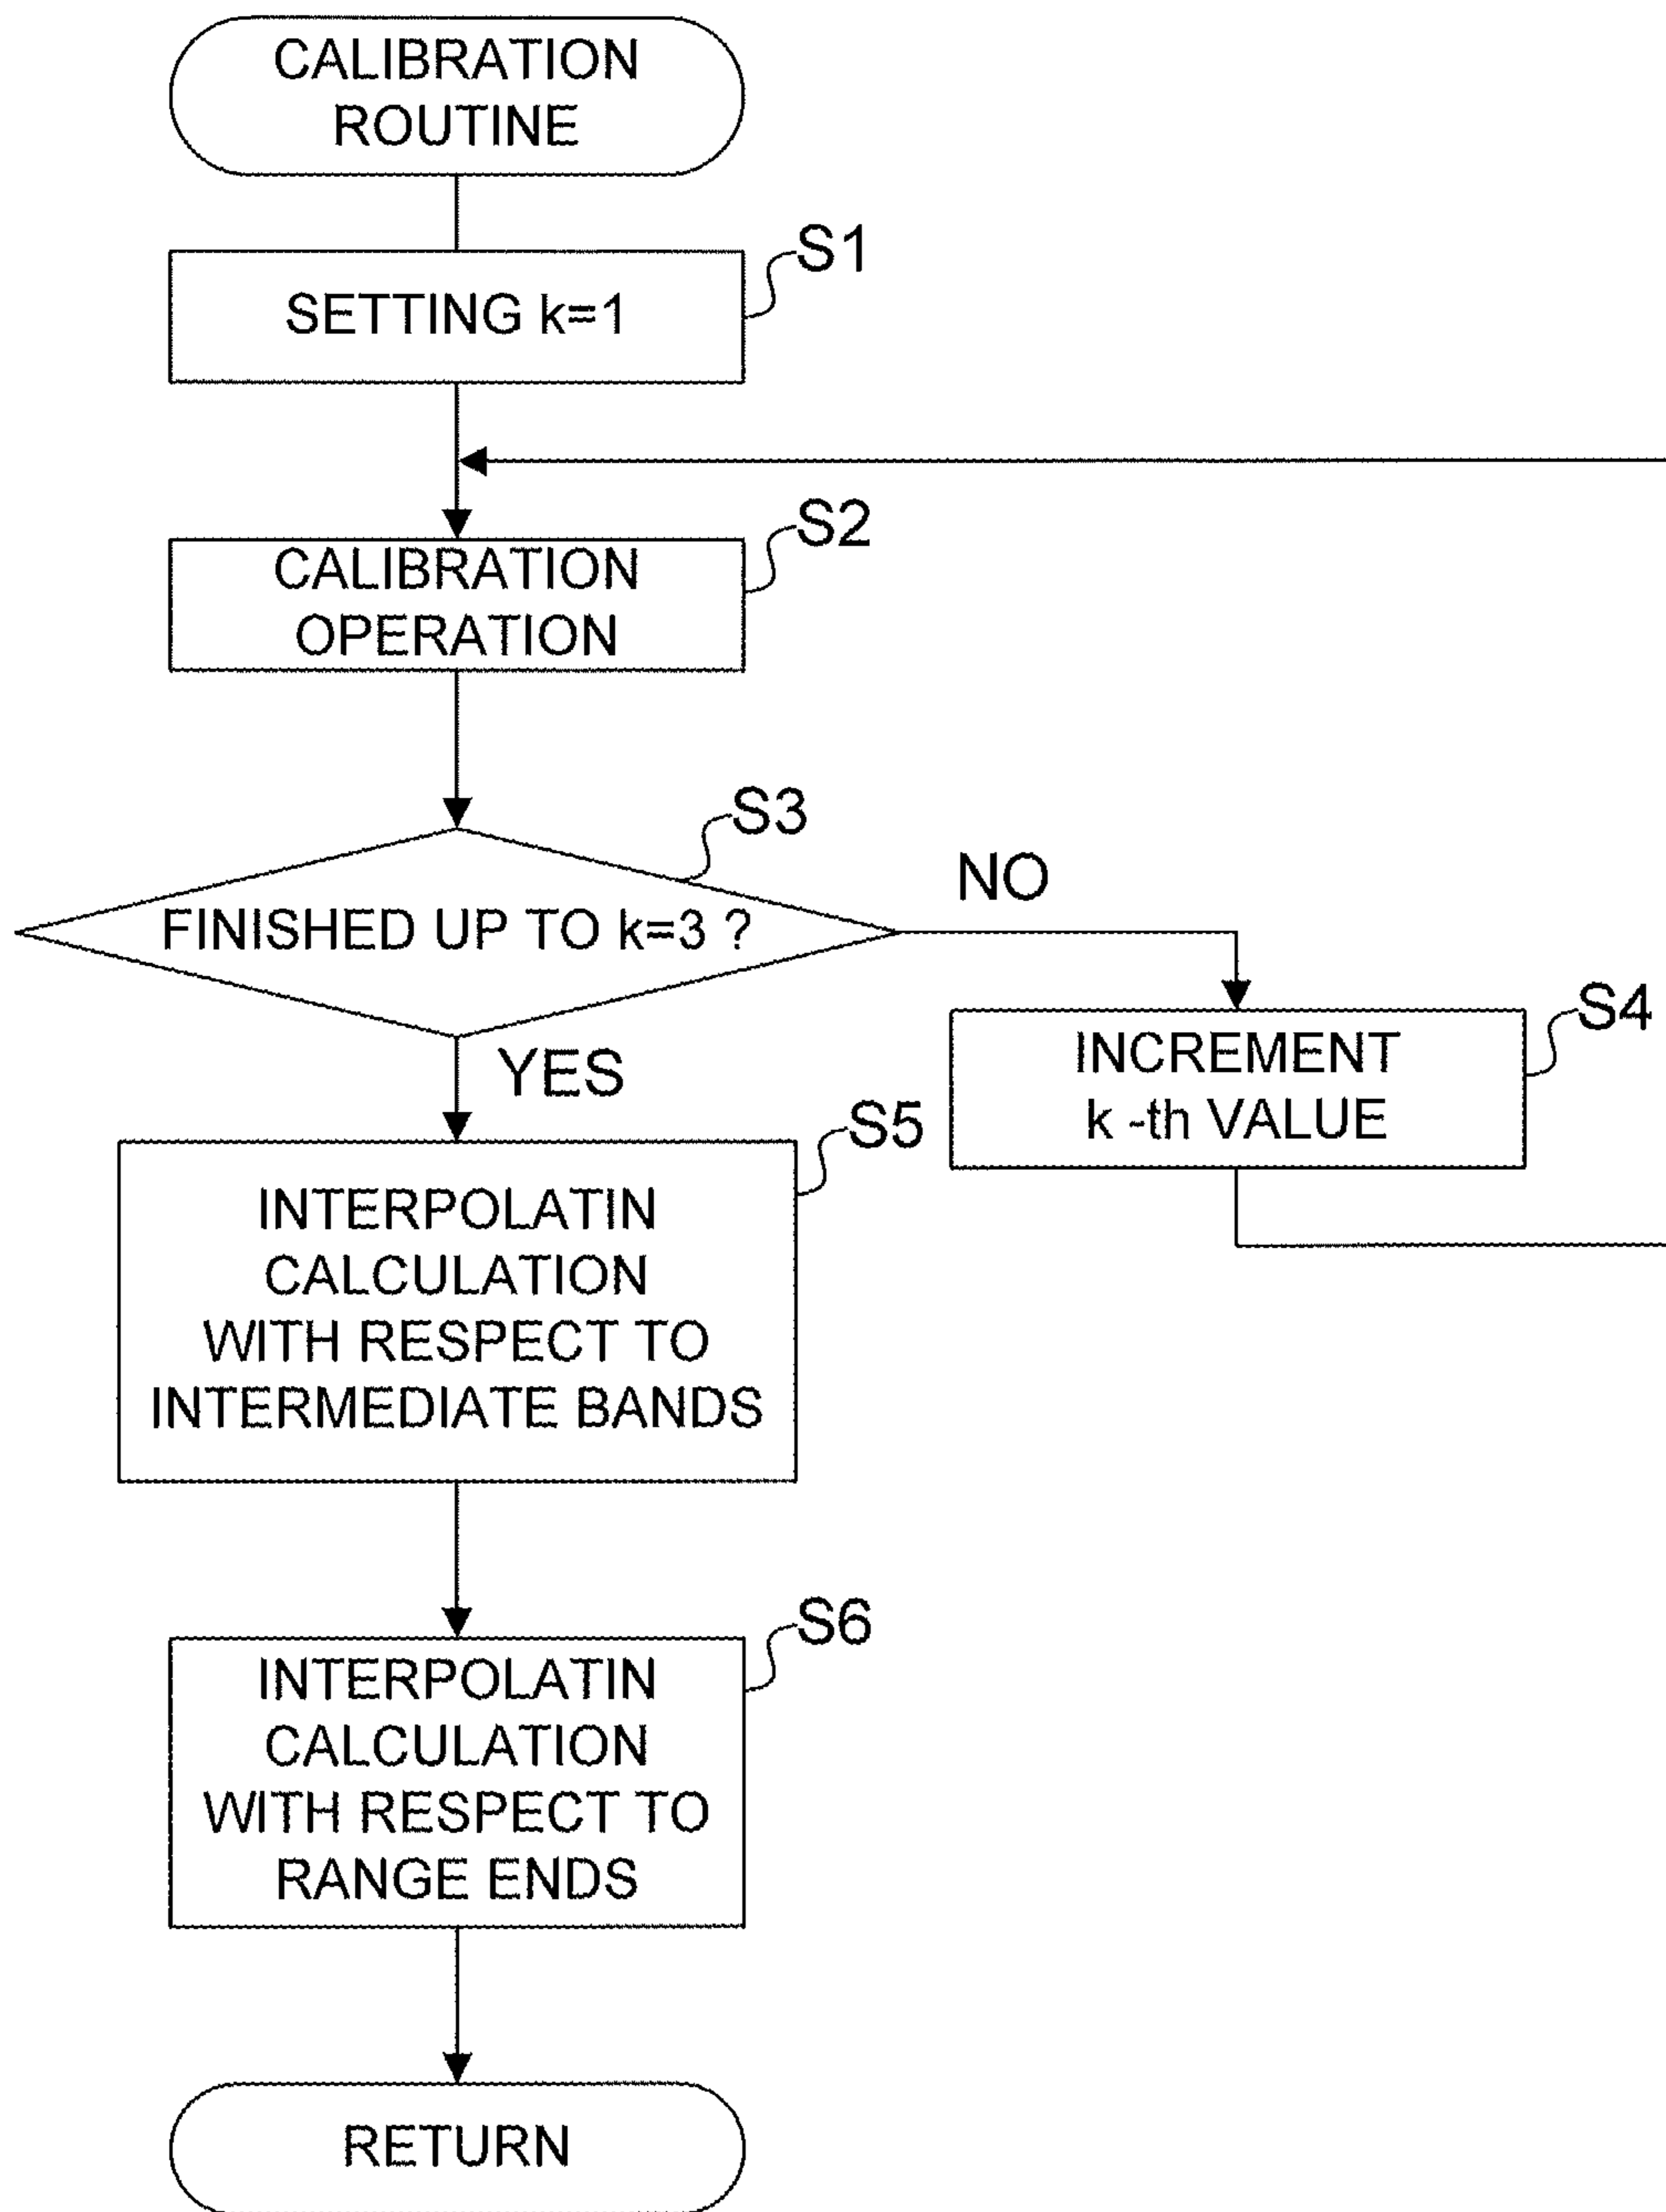 CALIBRATION
ROUTINE
S1
SETTING k=1
S2
CALIBRATION
OPERATION
S3
FINISHED UP TO k=3 ?
NO
YES
S4
INCREMENT
k -th VALUE
S5
INTERPOLATIN
CALCULATION
WITH RESPECT TO
INTERMEDIATE BANDS
S6
INTERPOLATIN
CALCULATION
WITH RESPECT TO
RANGE ENDS
RETURN